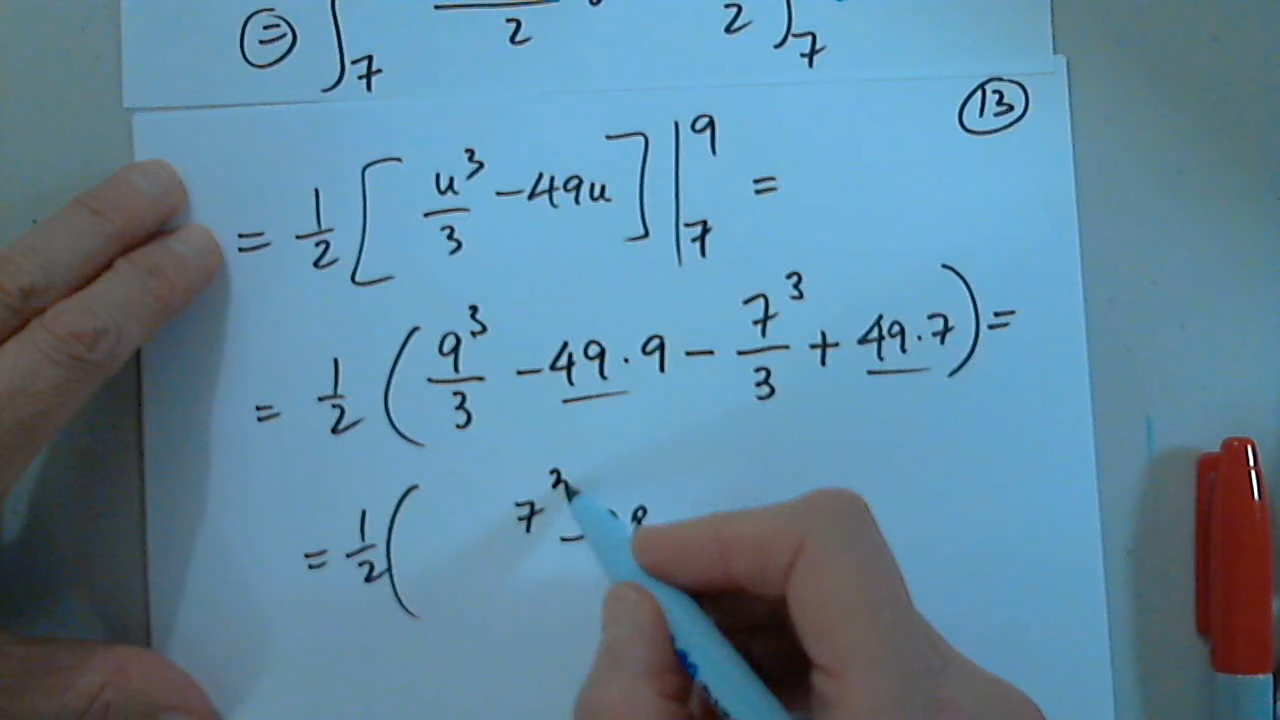 ⊜ ∫₇ 2 2 )₇
⑬
= 1/2 [ u³/3 - 49u ] |₇⁹ =
= 1/2 ( 9³/3 - 49 · 9 - 7³/3 + 49 · 7 ) =
= 1/2 ( 7